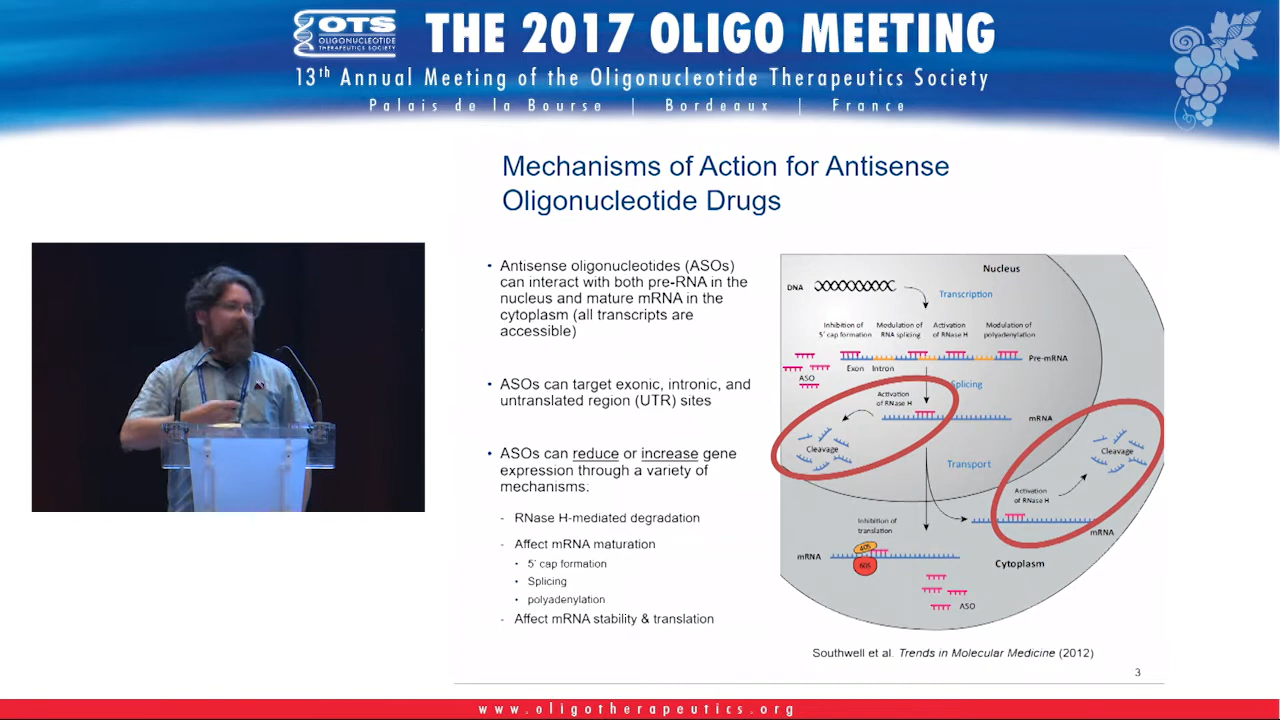 OTS
OLIGONUCLEOTIDE
THERAPEUTICS SOCIETY
THE 2017 OLIGO MEETING
13th Annual Meeting of the Oligonucleotide Therapeutics Society
Palais de la Bourse | Bordeaux | France
Mechanisms of Action for Antisense
Oligonucleotide Drugs
• Antisense oligonucleotides (ASOs)
can interact with both pre-RNA in the
nucleus and mature mRNA in the
cytoplasm (all transcripts are
accessible)
• ASOs can target exonic, intronic, and
untranslated region (UTR) sites
• ASOs can reduce or increase gene
expression through a variety of
mechanisms:
- RNase H-mediated degradation
- Affect mRNA maturation
• 5' cap formation
• Splicing
• polyadenylation
- Affect mRNA stability & translation
Nucleus
DNA
Transcription
Inhibition of
5' cap formation
Modulation of
RNA splicing
Activation
of RNase H
Modulation of
polyadenylation
Pre-mRNA
ASO
Exon Intron
Splicing
Activation
of RNase H
mRNA
Cleavage
Cleavage
Transport
Activation
of RNase H
mRNA
Inhibition of
translation
mRNA
40S
60S
Cytoplasm
ASO
Southwell et al. Trends in Molecular Medicine (2012)
3
www.oligotherapeutics.org